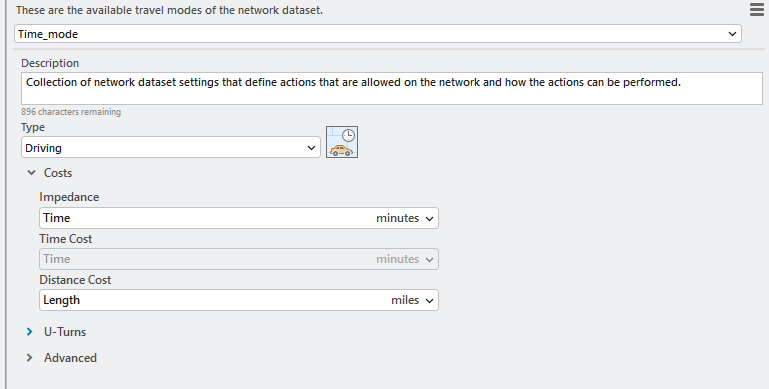 These are the available travel modes of the network dataset.
Time_mode
Description
Collection of network dataset settings that define actions that are allowed on the network and how the actions can be performed.
896 characters remaining
Type
Driving
Costs
Impedance
Time minutes
Time Cost
Time minutes
Distance Cost
Length miles
U-Turns
Advanced